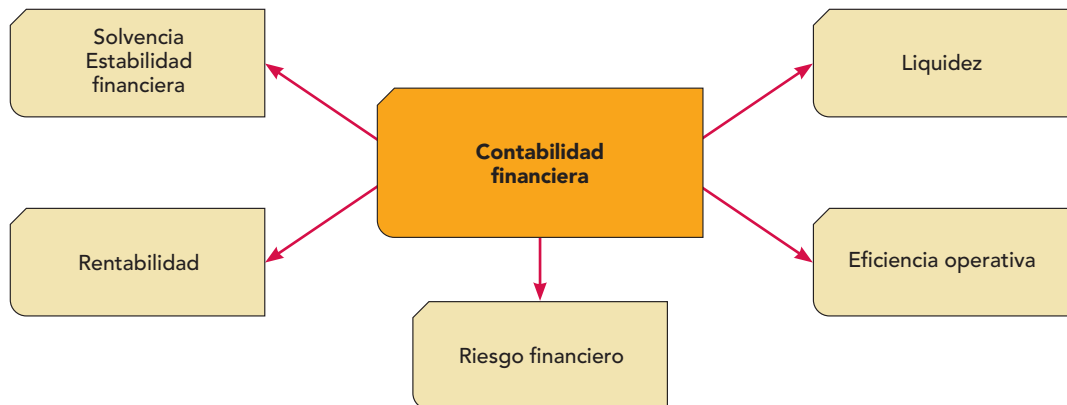 Solvencia
Estabilidad
financiera
Liquidez
Contabilidad
financiera
Rentabilidad
Eficiencia operativa
Riesgo financiero